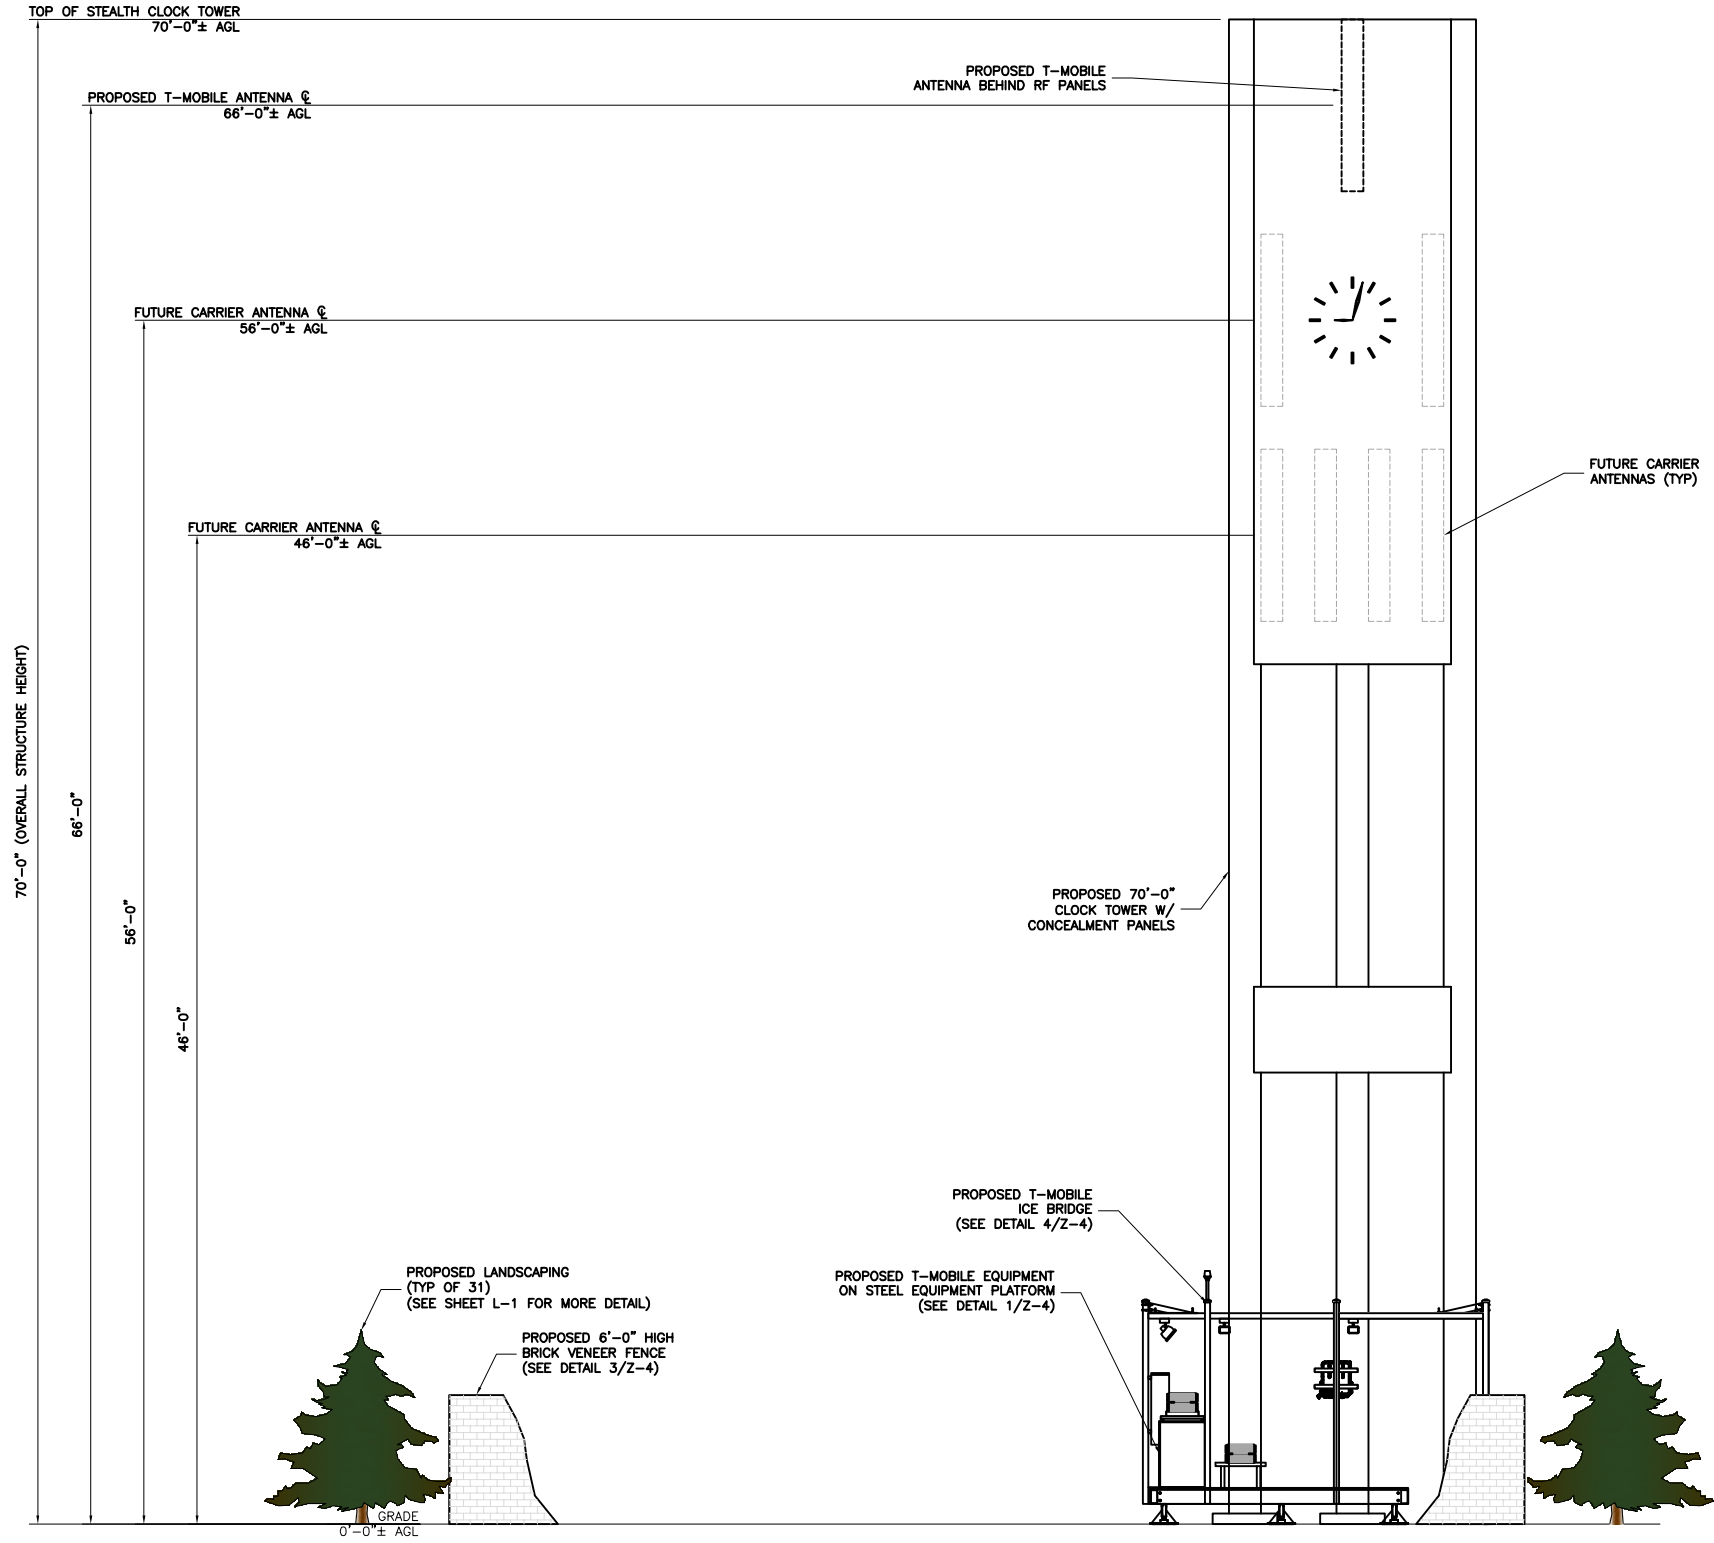 TOP OF STEALTH CLOCK TOWER
70'-0"± AGL
PROPOSED T-MOBILE
ANTENNA BEHIND RF PANELS
PROPOSED T-MOBILE ANTENNA ℄
66'-0"± AGL
FUTURE CARRIER ANTENNA ℄
56'-0"± AGL
FUTURE CARRIER
ANTENNAS (TYP)
FUTURE CARRIER ANTENNA ℄
46'-0"± AGL
70'-0" (OVERALL STRUCTURE HEIGHT)
66'-0"
56'-0"
46'-0"
PROPOSED 70'-0"
CLOCK TOWER W/
CONCEALMENT PANELS
PROPOSED T-MOBILE
ICE BRIDGE
(SEE DETAIL 4/Z-4)
PROPOSED T-MOBILE EQUIPMENT
ON STEEL EQUIPMENT PLATFORM
(SEE DETAIL 1/Z-4)
PROPOSED LANDSCAPING
(TYP OF 31)
(SEE SHEET L-1 FOR MORE DETAIL)
PROPOSED 6'-0" HIGH
BRICK VENEER FENCE
(SEE DETAIL 3/Z-4)
GRADE
0'-0"± AGL